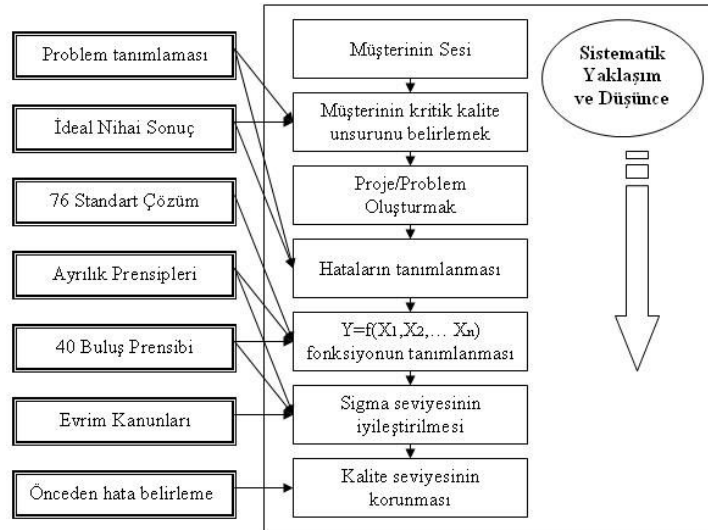 Problem tanımlaması
İdeal Nihai Sonuç
76 Standart Çözüm
Ayrılık Prensipleri
40 Buluş Prensibi
Evrim Kanunları
Önceden hata belirleme
Müşterinin Sesi
Müşterinin kritik kalite
unsurunu belirlemek
Proje/Problem
Oluşturmak
Hataların tanımlanması
Y=f(X1,X2,... Xn)
fonksiyonun tanımlanması
Sigma seviyesinin
iyileştirilmesi
Kalite seviyesinin
korunması
Sistematik
Yaklaşım
ve Düşünce